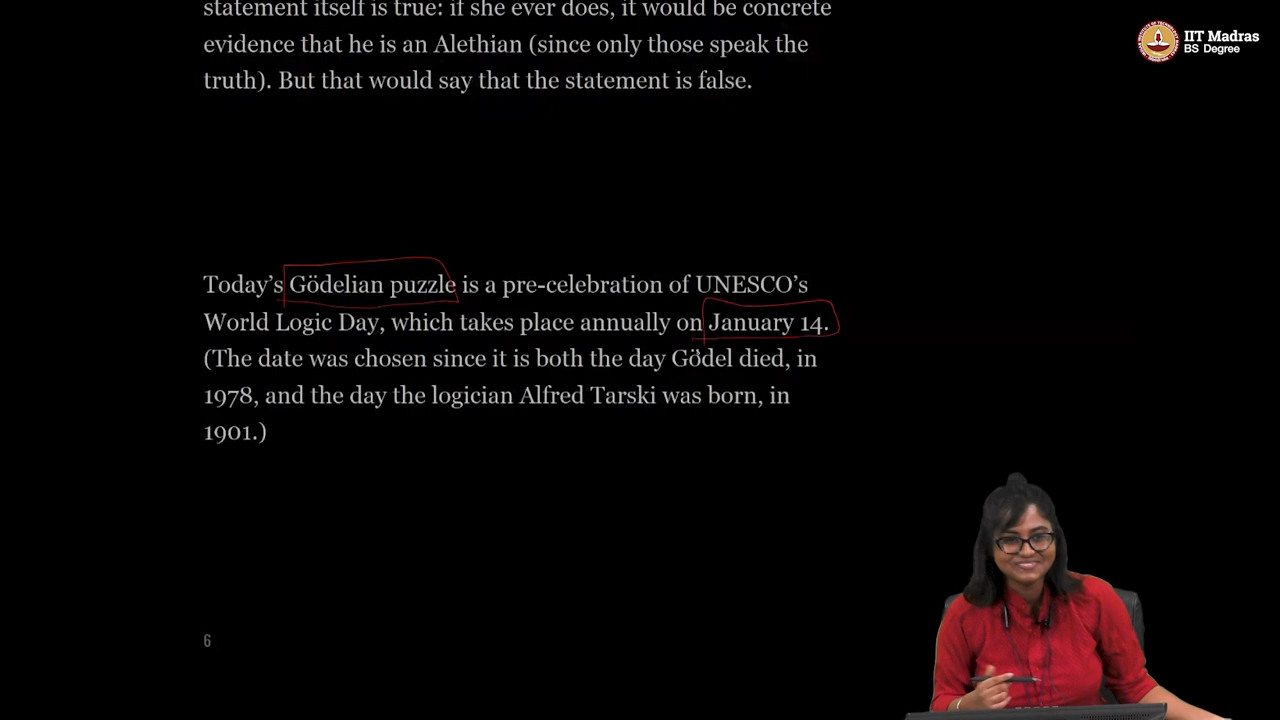 statement itself is true: if she ever does, it would be concrete
evidence that he is an Alethian (since only those speak the
truth). But that would say that the statement is false.
IIT Madras
BS Degree
Today’s Gödelian puzzle is a pre-celebration of UNESCO’s
World Logic Day, which takes place annually on January 14.
(The date was chosen since it is both the day Gödel died, in
1978, and the day the logician Alfred Tarski was born, in
1901.)
6